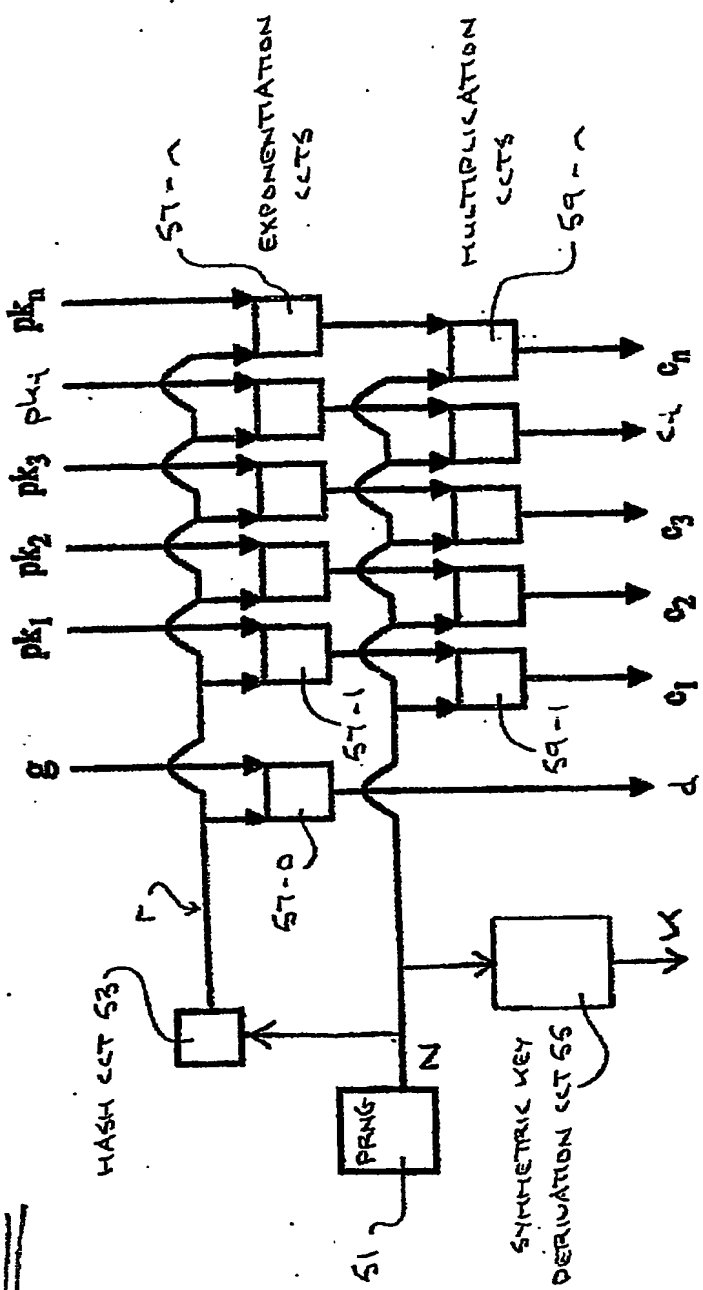 HASH CCT 53
r
g
pk1
pk2
pk3
pki
pkn
57-n
EXPONENTIATION
CCTS
57-0
57-1
51
PRNG
N
59-1
MULTIPLICATION
CCTS
59-n
SYMMETRIC KEY
DERIVATION CCT 55
K
d
c1
c2
c3
ci
cn